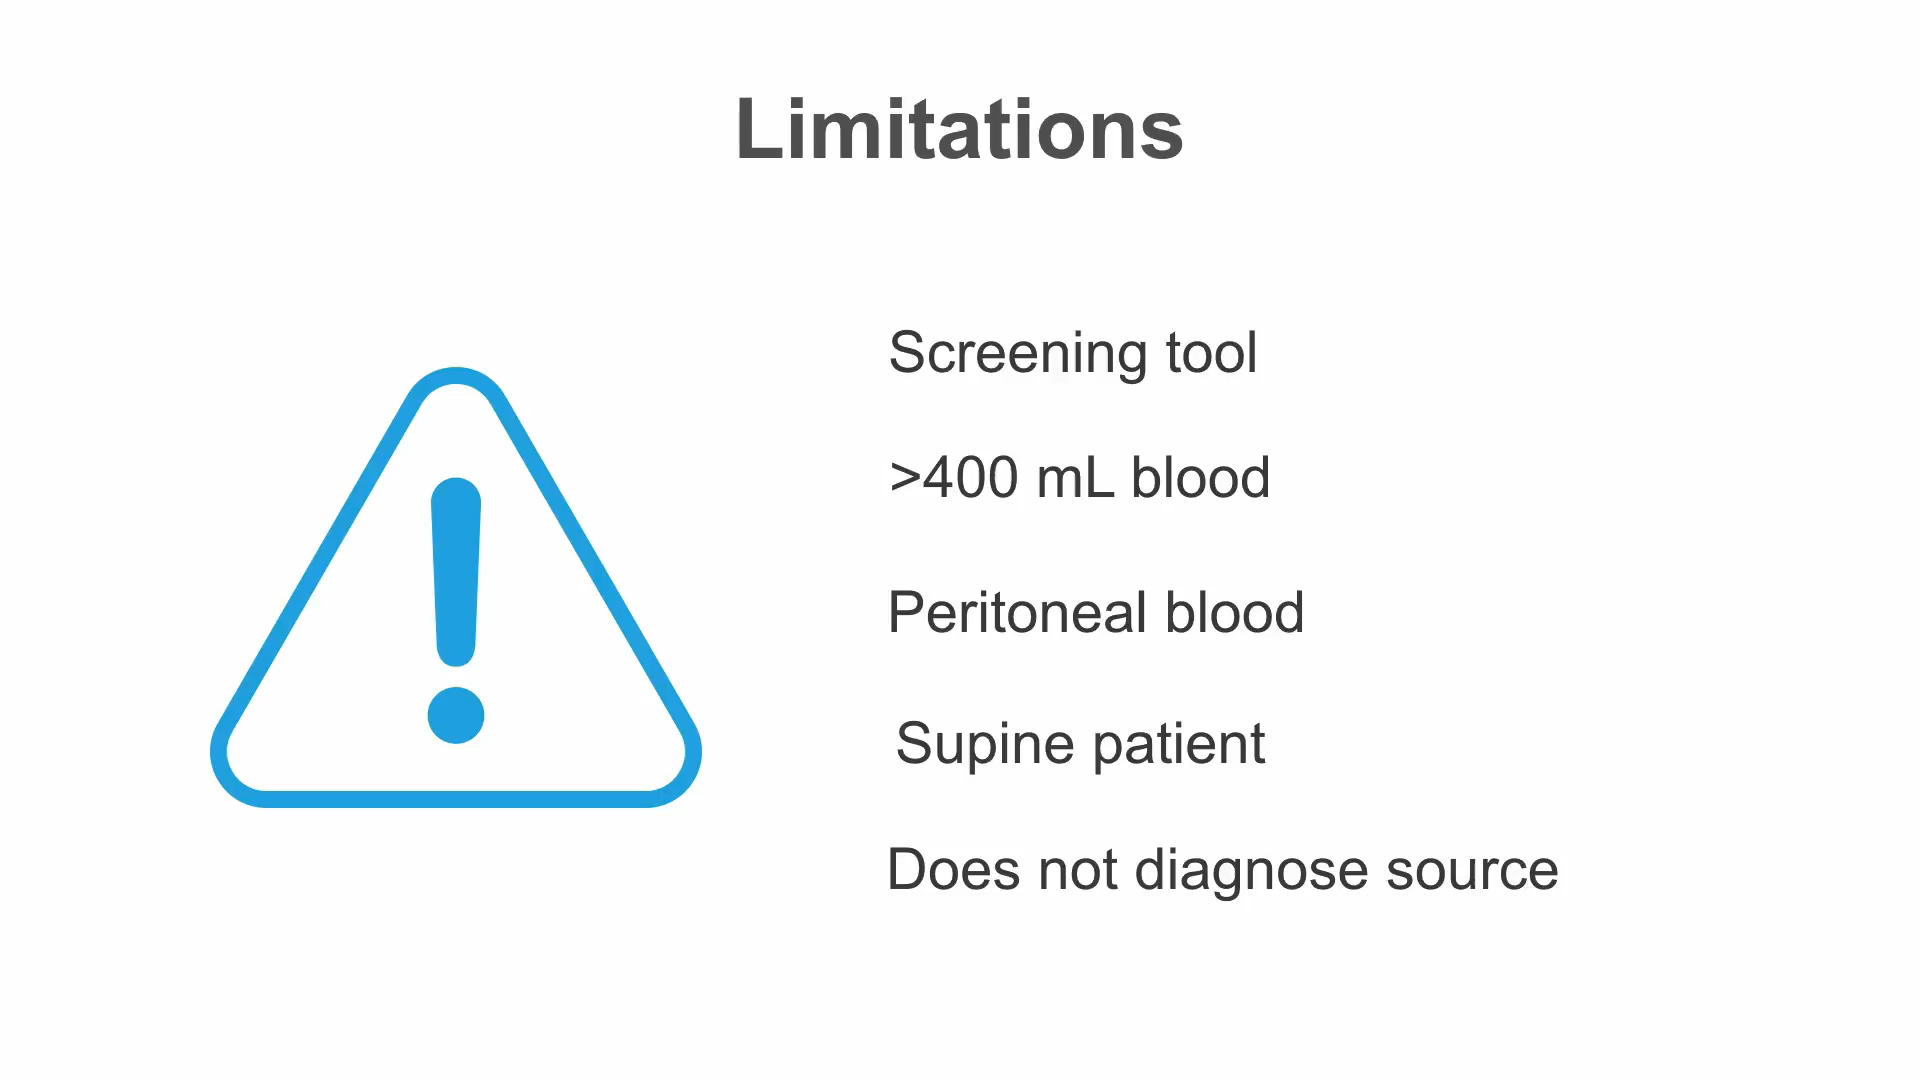 Limitations
Screening tool
>400 mL blood
Peritoneal blood
Supine patient
Does not diagnose source